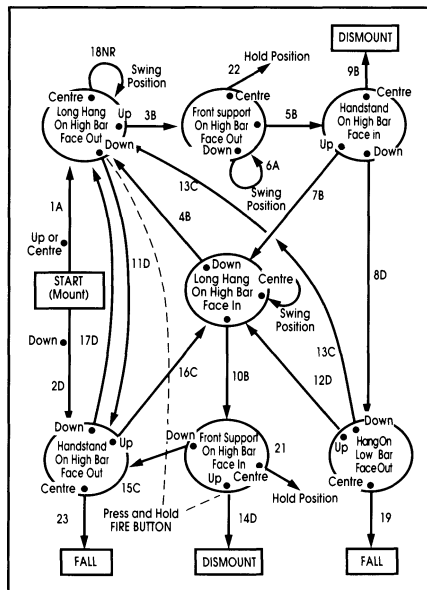 DISMOUNT
18NR
Swing
Position
22
Hold Position
9B
Centre
Long Hang
On High Bar
Face Out
Up
Down
3B
Centre
Front support
On High Bar
Face Out
Down
5B
Centre
Handstand
On High Bar
Face in
Up
Down
6A
Swing
Position
13C
7B
1A
4B
Up or
Centre
11D
Down
Long Hang
On High Bar
Face In
Centre
8D
START
(Mount)
Swing
Position
Down
17D
13C
16C
12D
2D
10B
Down
Handstand
On High Bar
Face Out
Up
Centre
Down
Front Support
On High Bar
Face In
Up
Centre
21
Down
Hang On
Low Bar
Face Out
Up
Centre
15C
Hold Position
23
Press and Hold
FIRE BUTTON
14D
19
FALL
DISMOUNT
FALL